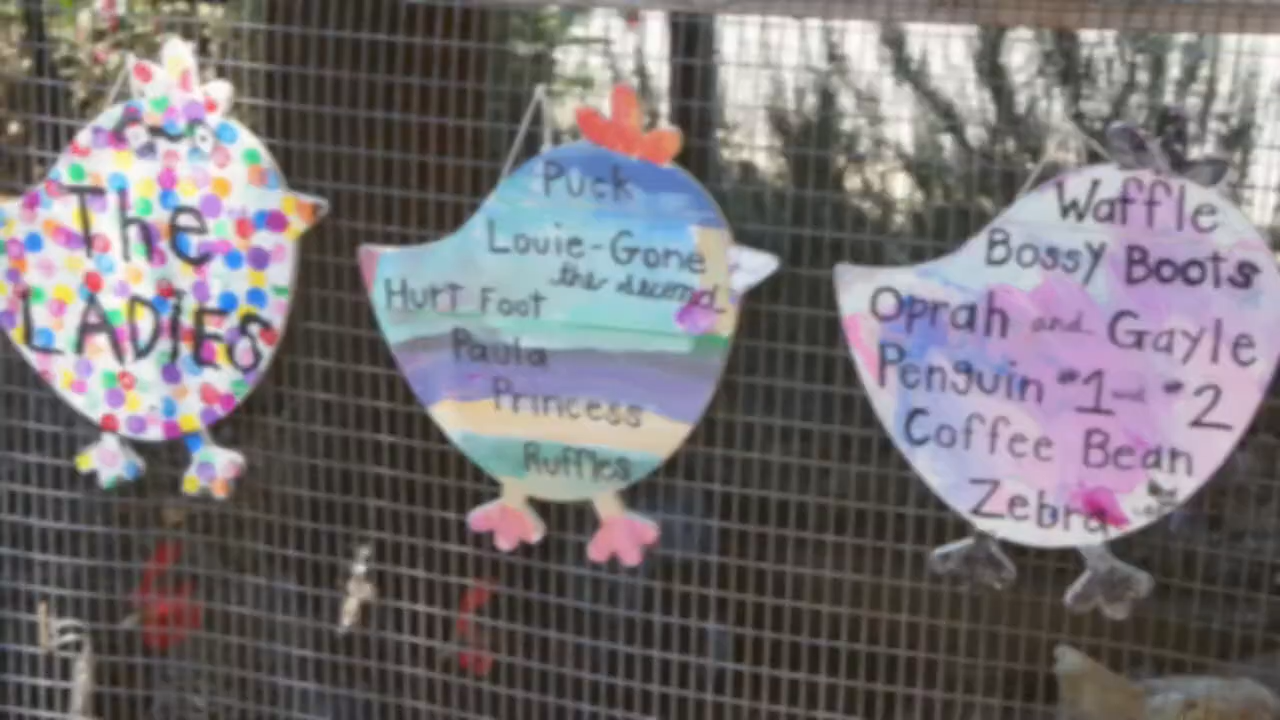 The
LADIES
Puck
Louie-Gone
the second
Hurt Foot
Paula
Princess
Ruffles
Waffle
Bossy Boots
Oprah and Gayle
Penguin #1 and #2
Coffee Bean
Zebra